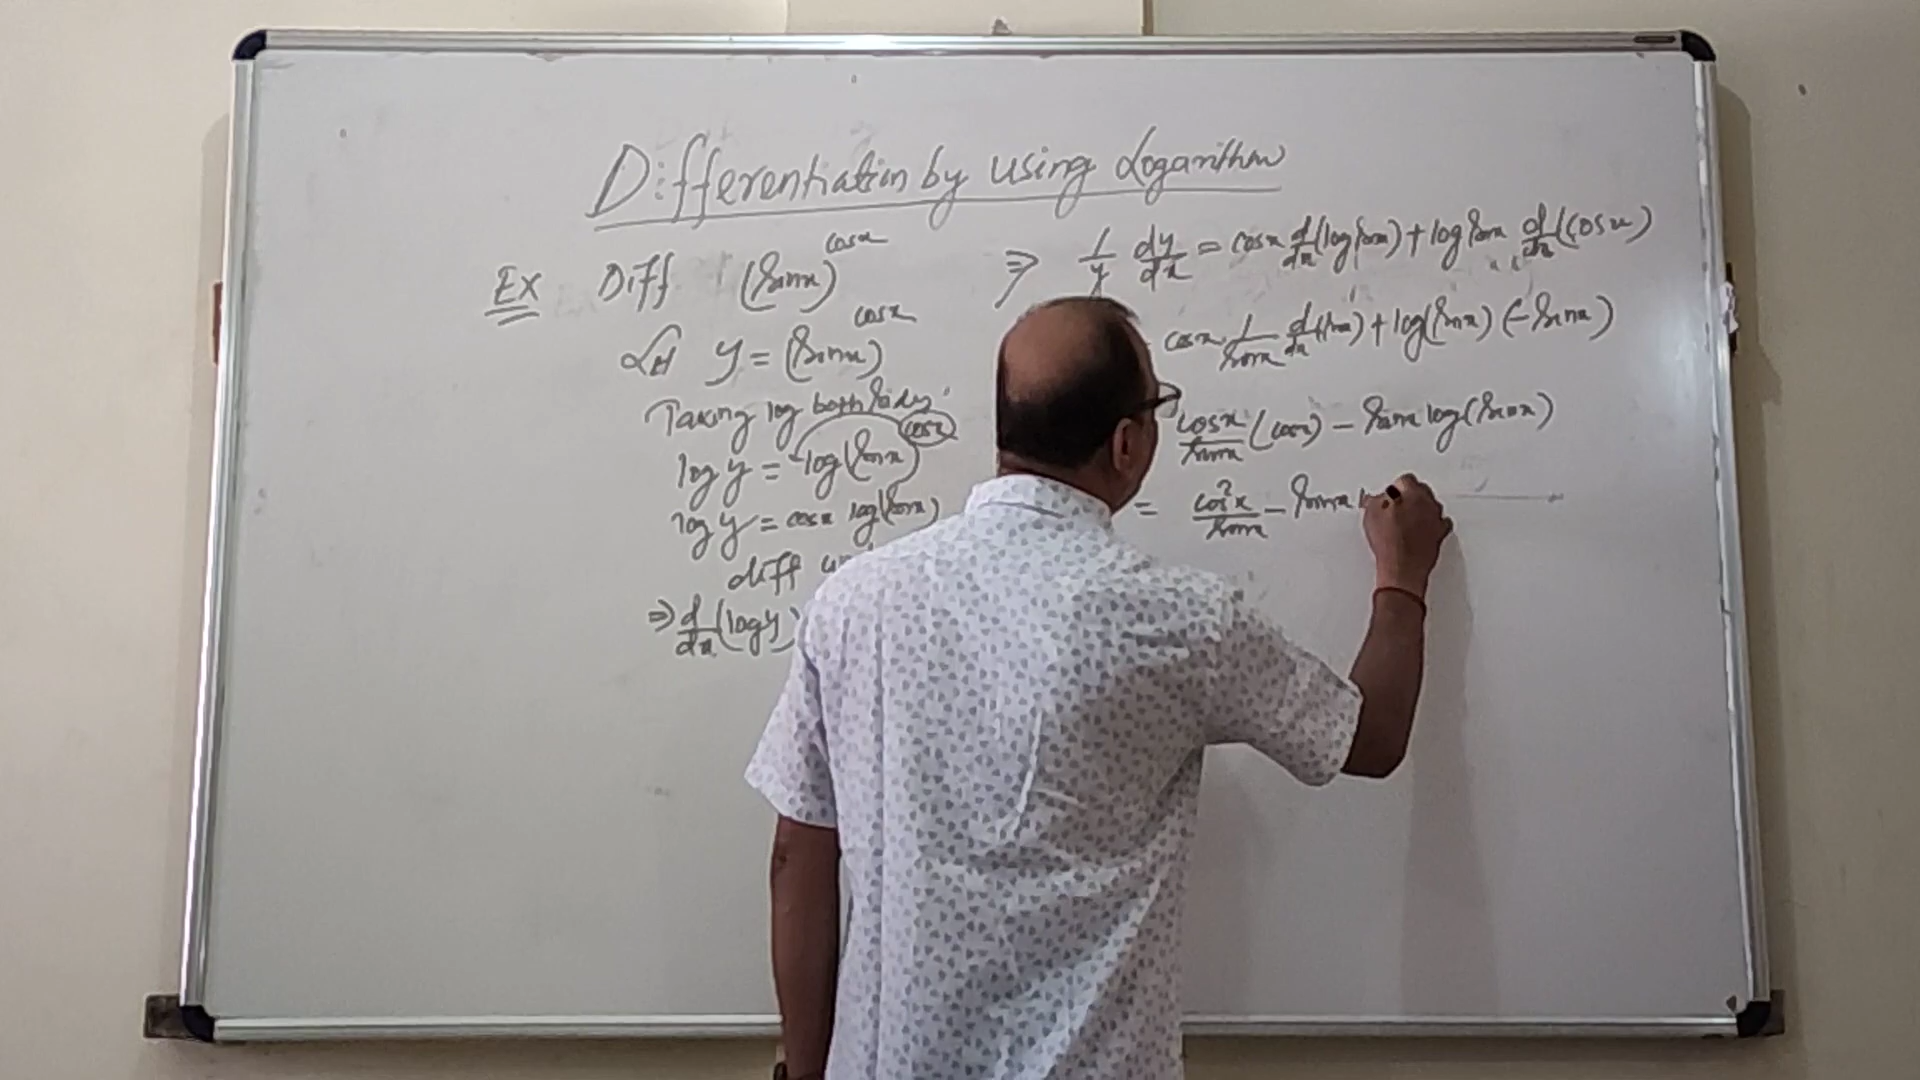 Differentiation by using Logarithm
Ex Diff (sinx)^cosx
Let y = (sinx)^cosx
Taking log both sides
log y = log(sinx)^cosx
log y = cosx log(sinx)
diff
⇒ d/dx (logy)
⇒ 1/y dy/dx = cosx d/dx (log sinx) + log sinx d/dx (cosx)
cosx. 1/sinx d/dx (sinx) + log(sinx) (-sinx)
cosx/sinx (cosx) - sinx log(sinx)
= cos²x/sinx - sinx